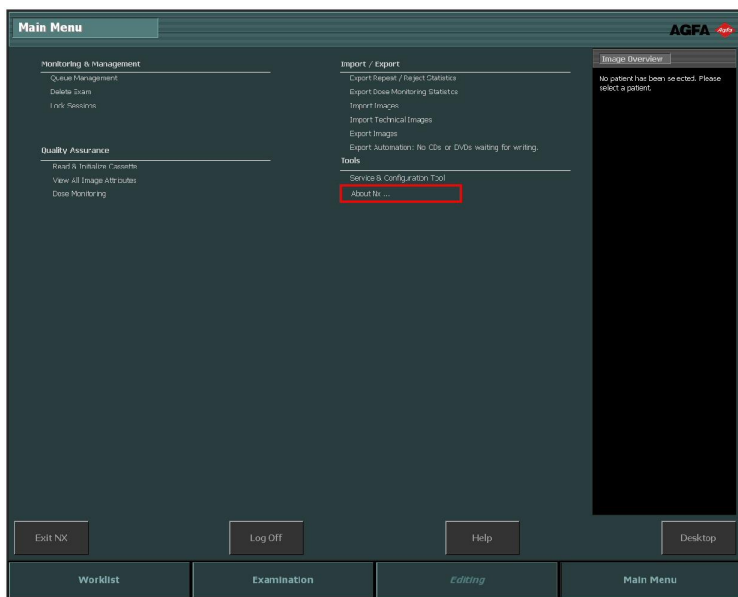 Main Menu
AGFA
Agfa
Monitoring & Management
Queue Management
Delete Exam
Lock Sessions
Quality Assurance
Read & Initialize Cassette
View All Image Attributes
Dose Monitoring
Import / Export
Export Repeat / Reject Statistics
Export Dose Monitoring Statistics
Import Images
Import Technical Images
Export Images
Export Automation: No CDs or DVDs waiting for writing.
Tools
Service & Configuration Tool
About Nx ...
Image Overview
No patient has been selected. Please
select a patient.
Exit NX
Log Off
Help
Desktop
Worklist
Examination
Editing
Main Menu